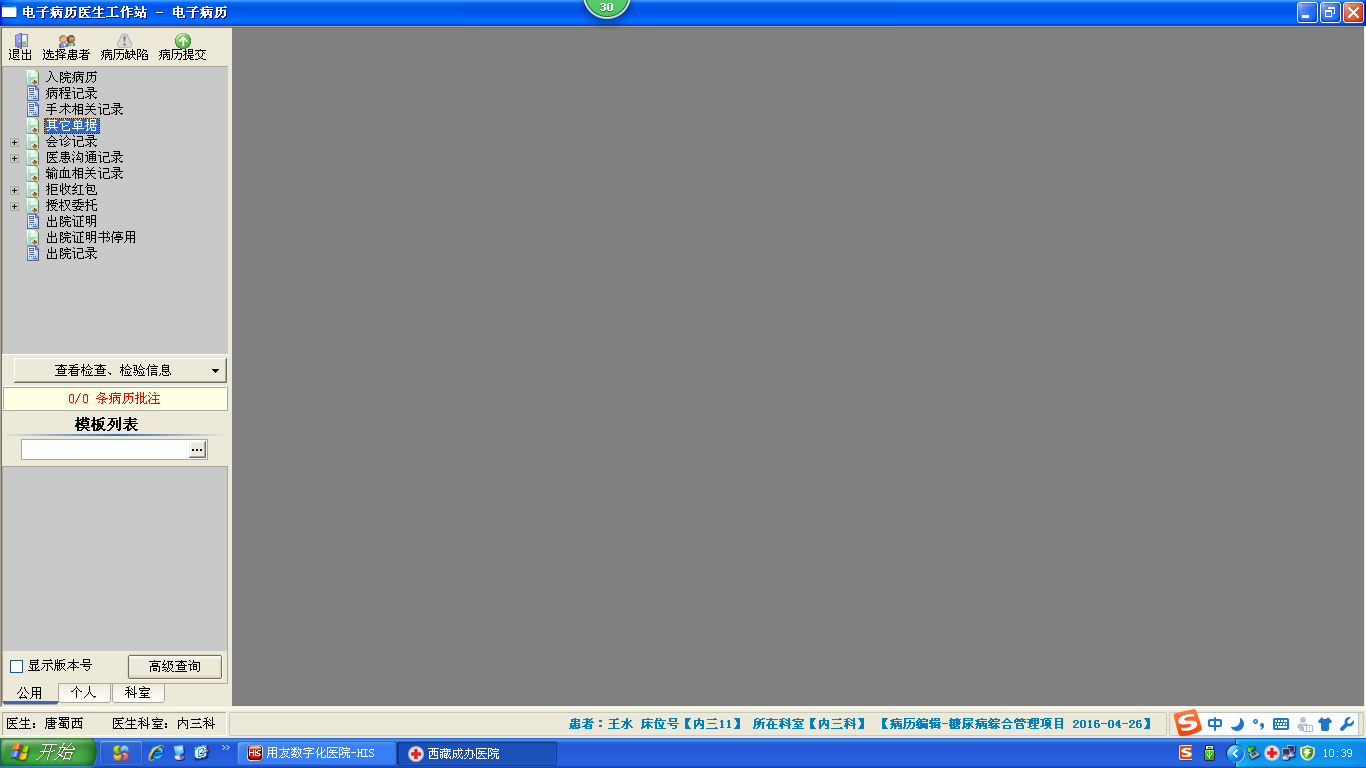 电子病历医生工作站 - 电子病历
30
退出 选择患者 病历缺陷 病历提交
入院病历
病程记录
手术相关记录
其它单据
会诊记录
医患沟通记录
输血相关记录
拒收红包
授权委托
出院证明
出院证明书停用
出院记录
查看检查、检验信息
0/0 条病历批注
模板列表
...
显示版本号 高级查询
公用 个人 科室
医生: 唐蜀西 医生科室: 内三科 患者：王水 床位号【内三11】 所在科室【内三科】 【病历编辑-糖尿病综合管理项目 2016-04-26】 中
开始 用友数字化医院-HIS 西藏成办医院 10:39